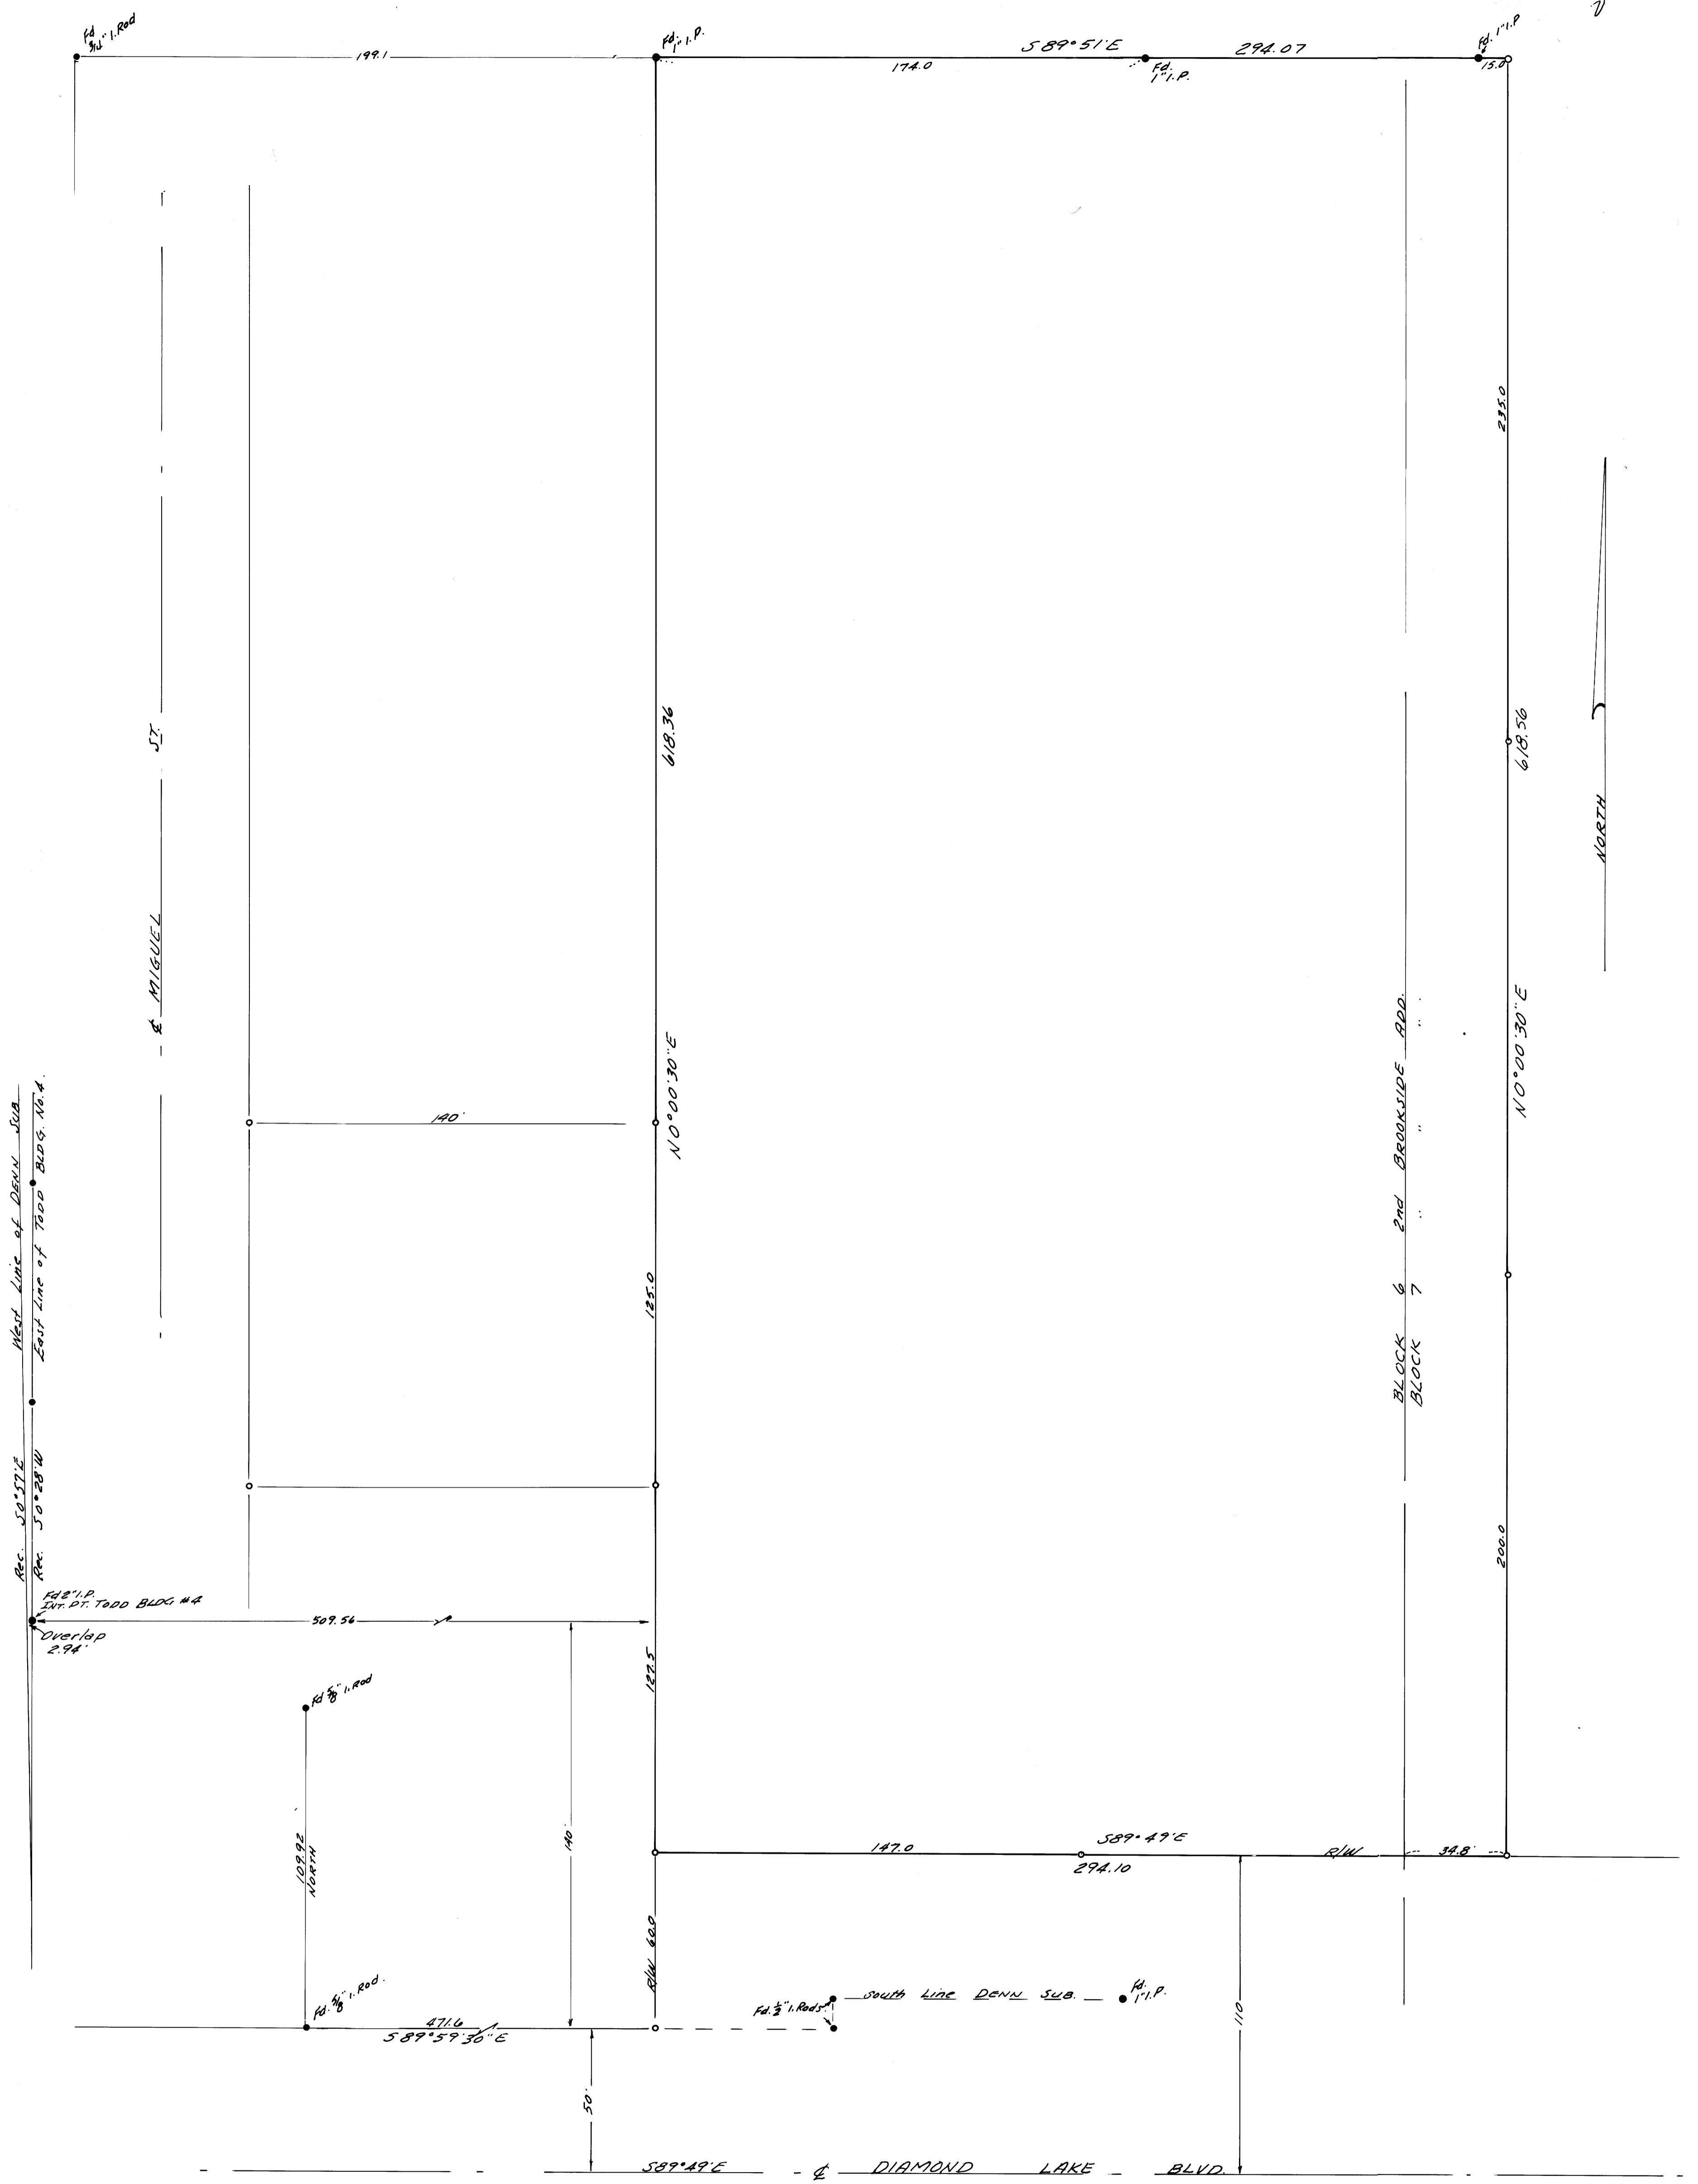 Fd. 3/4" I. Rod
199.1
Fd. 1" I.P.
S 89°51'E 294.07
174.0
Fd. 1" I.P.
Fd. 1" I.P.
15.0
235.0
618.36
618.56
NORTH
ST.
℄ MIGUEL
N 0°00'30"E
N 0°00'30"E
140'
BLOCK 6 2nd BROOKSIDE ADD.
BLOCK 7 " " " "
Rec. S 0°57'E West Line of DENN SUB
Rec. S 0°28'W East Line of TODD BLDG. No. 4.
125.0
200.0
Fd 2" I.P.
INT. PT. TODD BLDG #4
509.56
Overlap
2.94'
127.5
Fd 5/8" I. Rod
140'
109.92
NORTH
147.0
S89°49'E
R/W 34.8'
294.10
R/W 60.0
Fd. 5/8" I. Rod.
Fd. 1/2" I. Rods
South Line DENN SUB.
Fd. 1" I.P.
110
471.6
S 89°59'30"E
50'
S89°49'E ℄ DIAMOND LAKE BLVD.